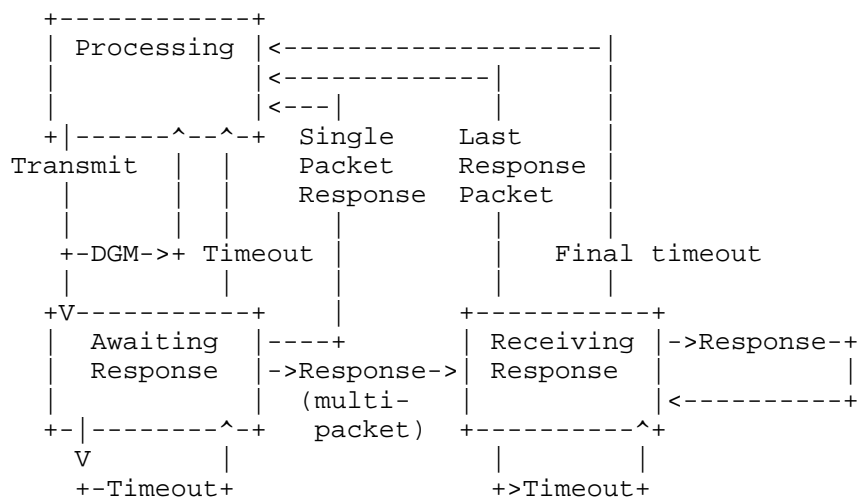 Processing
Single Last
Transmit Packet Response
Response Packet
DGM Timeout Final timeout
Awaiting Receiving Response
Response Response Response
(multi-
packet)
Timeout Timeout